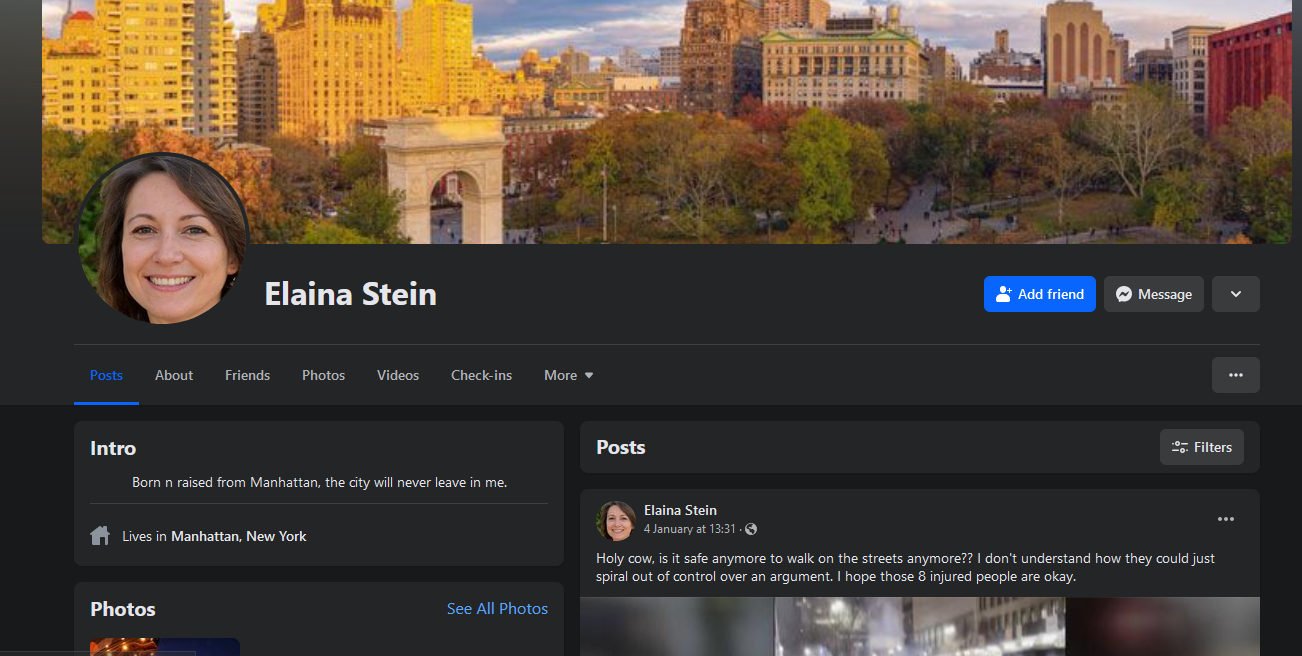 Elaina Stein
Add friend
Message
Posts
About
Friends
Photos
Videos
Check-ins
More
Intro
Born n raised from Manhattan, the city will never leave in me.
Lives in Manhattan, New York
Photos
See All Photos
Posts
Filters
Elaina Stein
4 January at 13:31 ·
Holy cow, is it safe anymore to walk on the streets anymore?? I don't understand how they could just
spiral out of control over an argument. I hope those 8 injured people are okay.